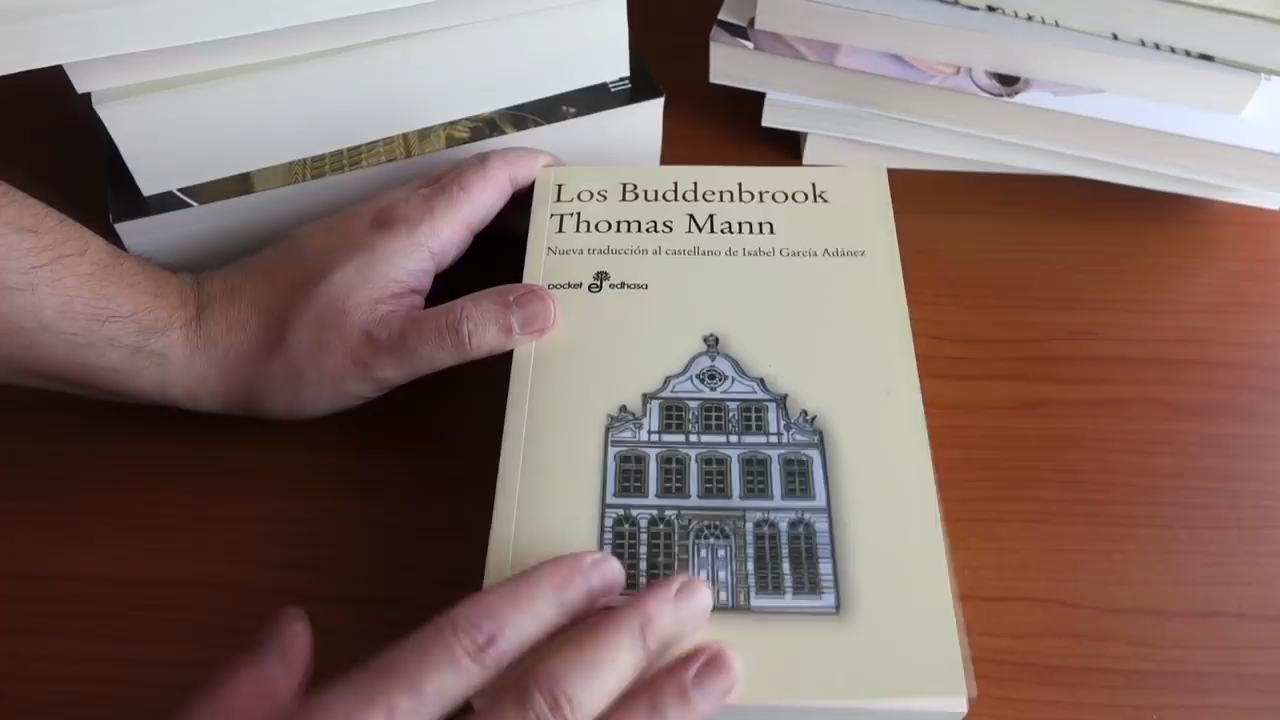 Los Buddenbrook
Thomas Mann
Nueva traducción al castellano de Isabel García Adánez
pocket edhasa